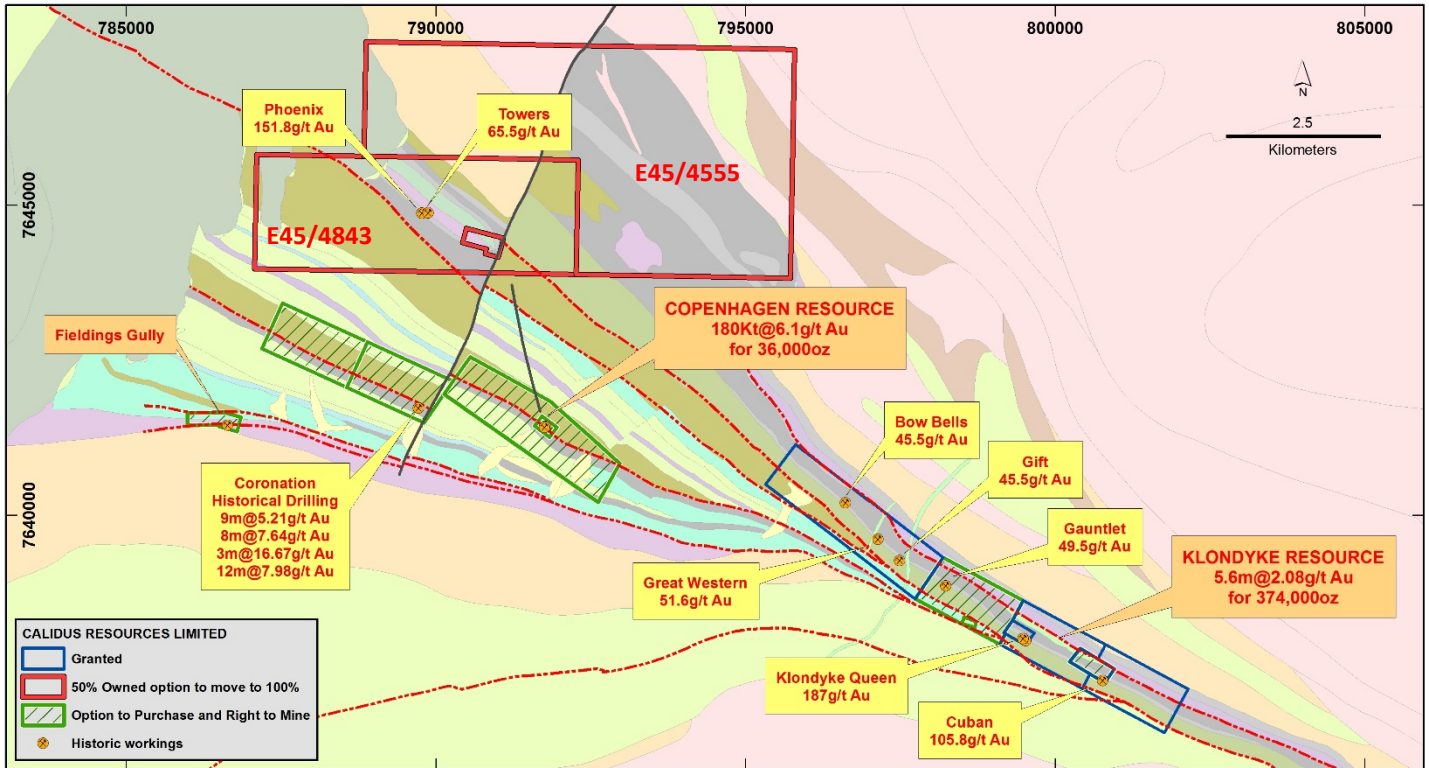 785000
790000
795000
800000
805000
7645000
7640000
N
2.5
Kilometers
Phoenix
151.8g/t Au
Towers
65.5g/t Au
E45/4555
E45/4843
COPENHAGEN RESOURCE
180Kt@6.1g/t Au
for 36,000oz
Fieldings Gully
Bow Bells
45.5g/t Au
Gift
45.5g/t Au
Coronation
Historical Drilling
9m@5.21g/t Au
8m@7.64g/t Au
3m@16.67g/t Au
12m@7.98g/t Au
Gauntlet
49.5g/t Au
KLONDYKE RESOURCE
5.6m@2.08g/t Au
for 374,000oz
Great Western
51.6g/t Au
Klondyke Queen
187g/t Au
Cuban
105.8g/t Au
CALIDUS RESOURCES LIMITED
Granted
50% Owned option to move to 100%
Option to Purchase and Right to Mine
Historic workings